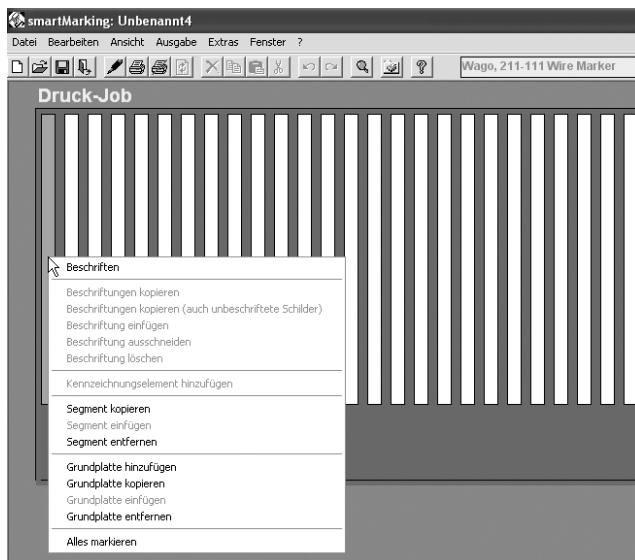 smartMarking: Unbenannt4
Datei Bearbeiten Ansicht Ausgabe Extras Fenster ?
Wago, 211-111 Wire Marker
Druck-Job
Beschriften
Beschriftungen kopieren
Beschriftungen kopieren (auch unbeschriftete Schilder)
Beschriftung einfügen
Beschriftung ausschneiden
Beschriftung löschen
Kennzeichnungselement hinzufügen
Segment kopieren
Segment einfügen
Segment entfernen
Grundplatte hinzufügen
Grundplatte kopieren
Grundplatte einfügen
Grundplatte entfernen
Alles markieren